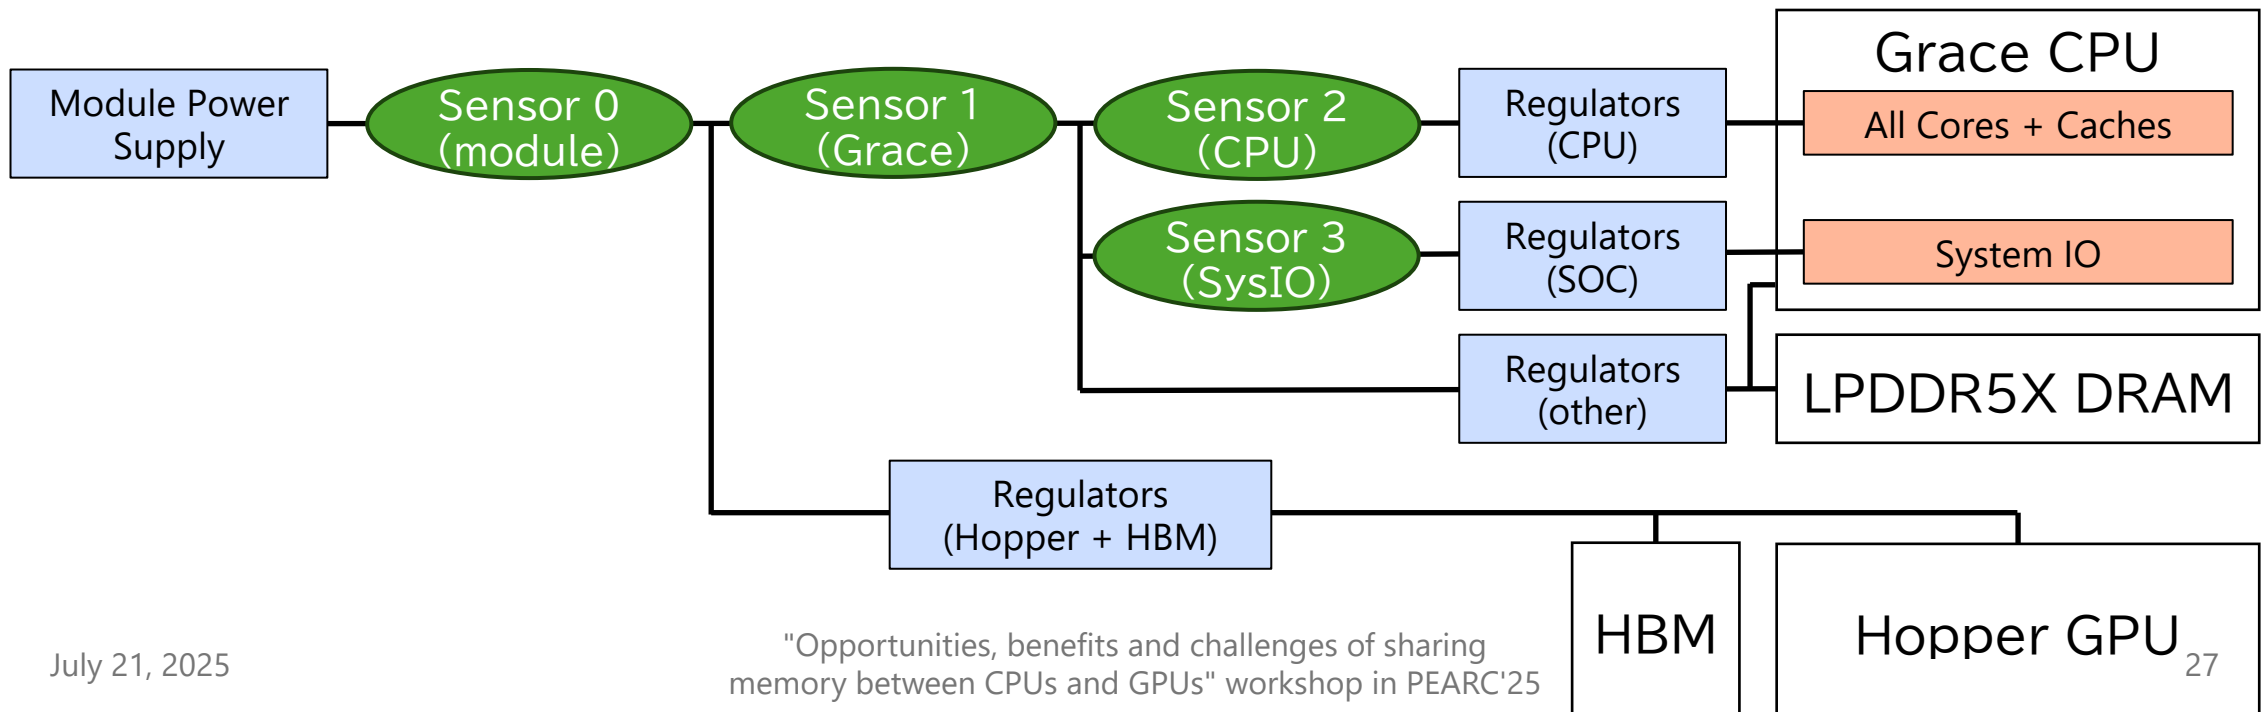 Module Power
Supply
Sensor 0
(module)
Sensor 1
(Grace)
Sensor 2
(CPU)
Regulators
(CPU)
Grace CPU
All Cores + Caches
Sensor 3
(SysIO)
Regulators
(SOC)
System IO
Regulators
(other)
LPDDR5X DRAM
Regulators
(Hopper + HBM)
HBM
Hopper GPU
July 21, 2025
"Opportunities, benefits and challenges of sharing
memory between CPUs and GPUs" workshop in PEARC'25
27